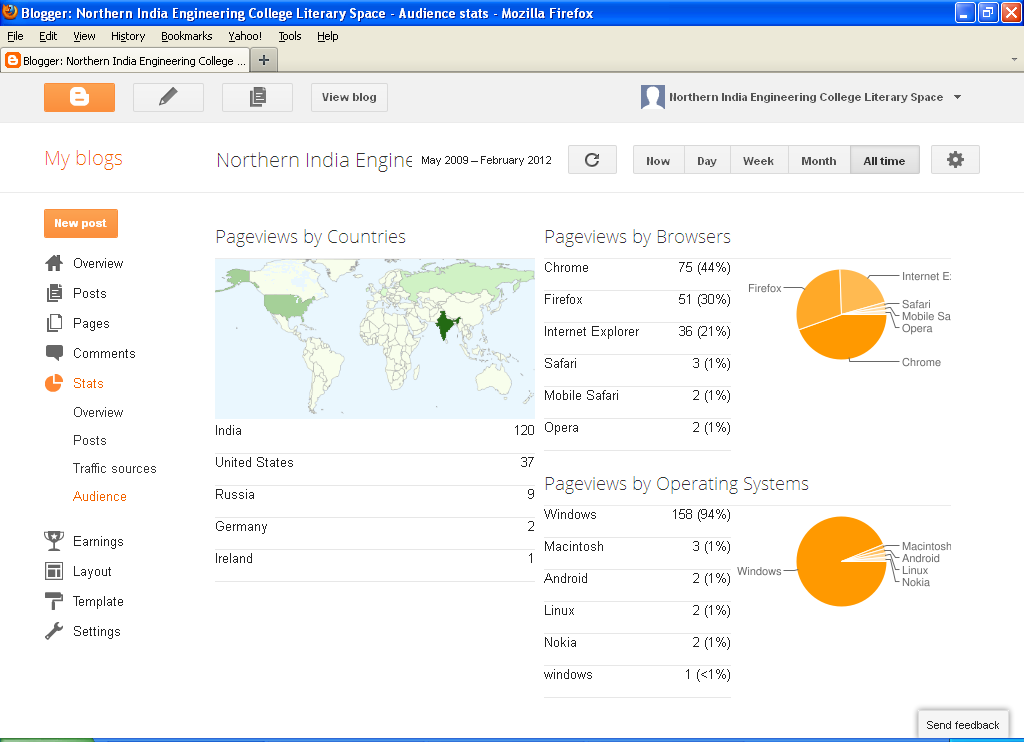 Blogger: Northern India Engineering College Literary Space - Audience stats - Mozilla Firefox
File Edit View History Bookmarks Yahoo! Tools Help
Blogger: Northern India Engineering College ...
View blog
Northern India Engineering College Literary Space
My blogs
Northern India Engine
May 2009 – February 2012
Now Day Week Month All time
New post
Overview
Posts
Pages
Comments
Stats
Overview
Posts
Traffic sources
Audience
Earnings
Layout
Template
Settings
Pageviews by Countries
India 120
United States 37
Russia 9
Germany 2
Ireland 1
Pageviews by Browsers
Chrome 75 (44%)
Firefox 51 (30%)
Internet Explorer 36 (21%)
Safari 3 (1%)
Mobile Safari 2 (1%)
Opera 2 (1%)
Firefox
Internet E
Safari
Mobile Sa
Opera
Chrome
Pageviews by Operating Systems
Windows 158 (94%)
Macintosh 3 (1%)
Android 2 (1%)
Linux 2 (1%)
Nokia 2 (1%)
windows 1 (<1%)
Windows
Macintosh
Android
Linux
Nokia
Send feedback